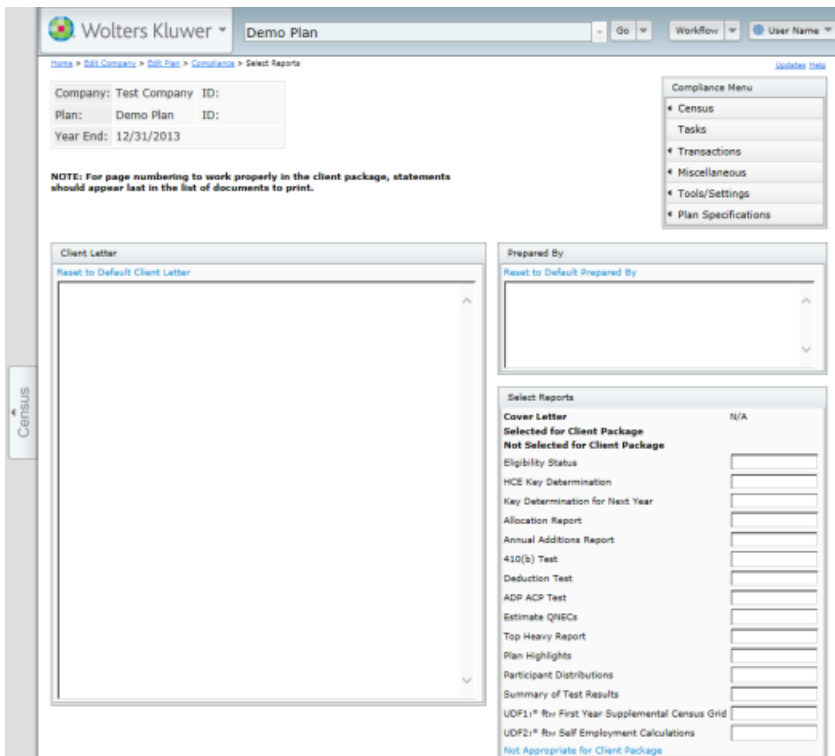 Wolters Kluwer
Demo Plan
Go
Workflow
User Name
Home > Edit Company > Edit Plan > Compliance > Select Reports
Updates Help
Company: Test Company ID:
Plan: Demo Plan ID:
Year End: 12/31/2013
Compliance Menu
Census
Tasks
Transactions
Miscellaneous
Tools/Settings
Plan Specifications
NOTE: For page numbering to work properly in the client package, statements
should appear last in the list of documents to print.
Client Letter
Reset to Default Client Letter
Prepared By
Reset to Default Prepared By
Census
Select Reports
Cover Letter N/A
Selected for Client Package
Not Selected for Client Package
Eligibility Status
HCE Key Determination
Key Determination for Next Year
Allocation Report
Annual Additions Report
410(b) Test
Deduction Test
ADP ACP Test
Estimate QNECs
Top Heavy Report
Plan Highlights
Participant Distributions
Summary of Test Results
First Year Supplemental Census Grid
Self Employment Calculations
Not Appropriate for Client Package